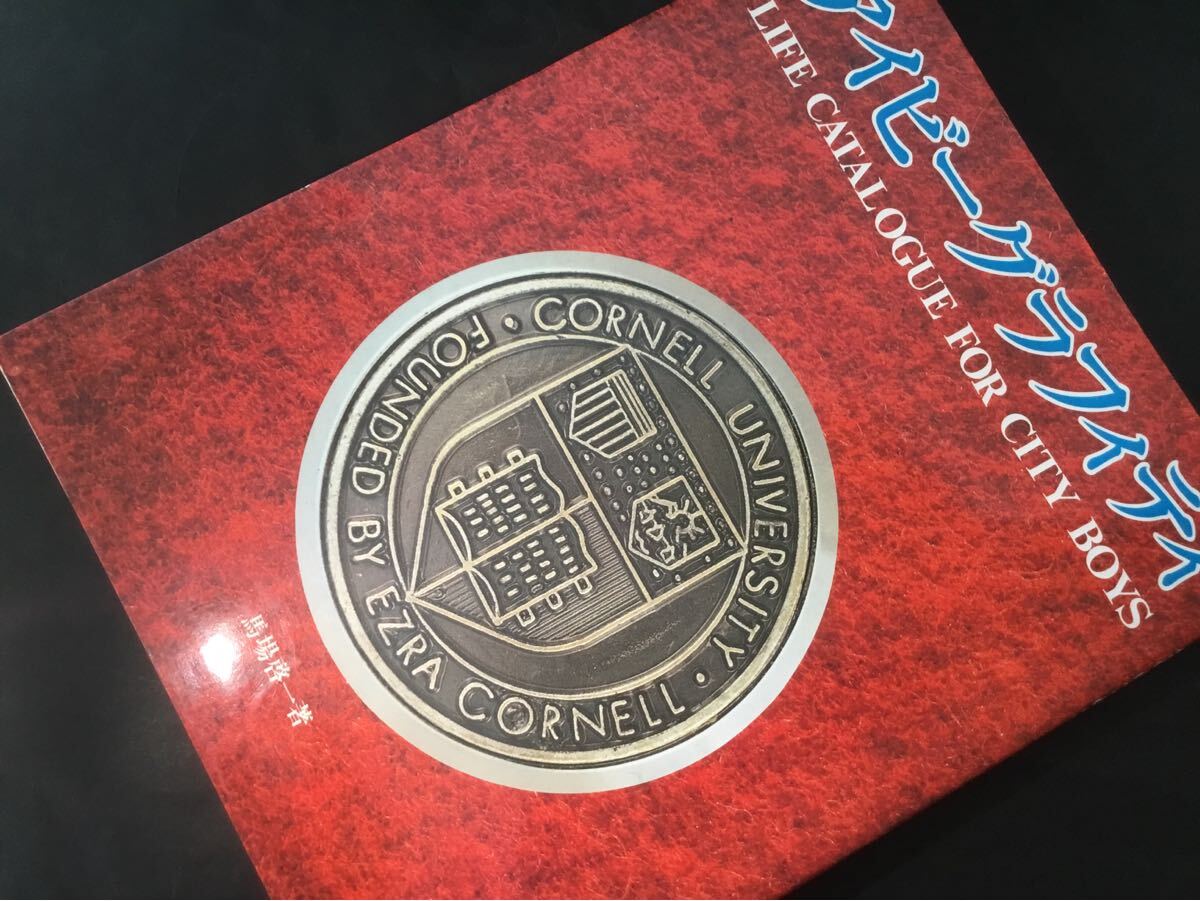 アイビーグラフィティ
LIFE CATALOGUE FOR CITY BOYS
CORNELL UNIVERSITY
FOUNDED BY EZRA CORNELL
馬場啓一著